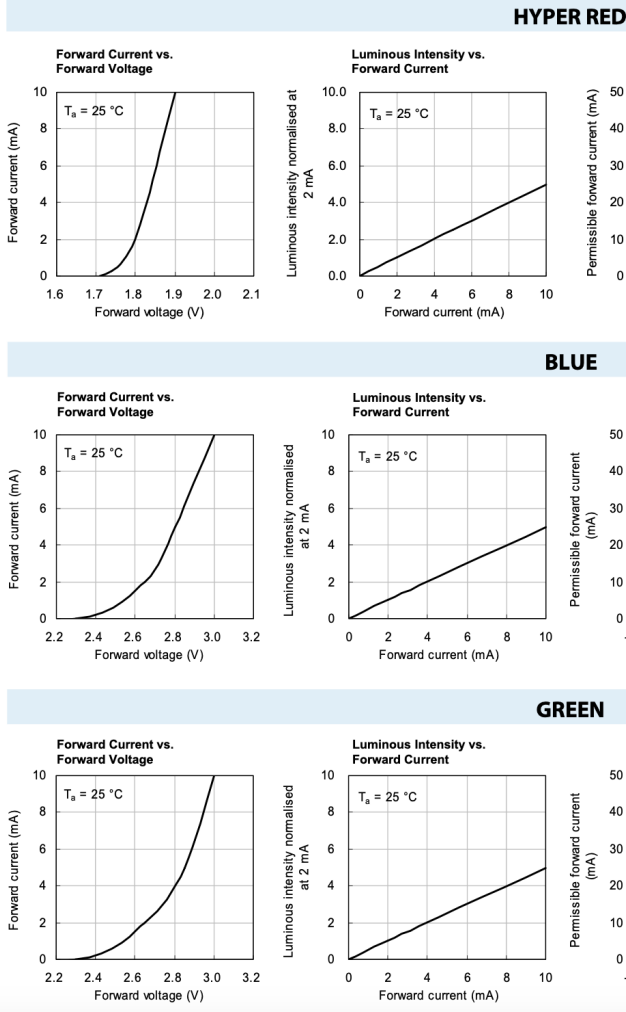 HYPER RED
Forward Current vs.
Forward Voltage
Ta = 25 °C
Forward current (mA)
10
8
6
4
2
0
1.6 1.7 1.8 1.9 2.0 2.1
Forward voltage (V)
Luminous Intensity vs.
Forward Current
Ta = 25 °C
Luminous intensity normalised at
2 mA
10.0
8.0
6.0
4.0
2.0
0.0
0 2 4 6 8 10
Forward current (mA)
Permissible forward current (mA)
50
40
30
20
10
0
BLUE
Forward Current vs.
Forward Voltage
Ta = 25 °C
Forward current (mA)
10
8
6
4
2
0
2.2 2.4 2.6 2.8 3.0 3.2
Forward voltage (V)
Luminous Intensity vs.
Forward Current
Ta = 25 °C
Luminous intensity normalised
at 2 mA
10
8
6
4
2
0
0 2 4 6 8 10
Forward current (mA)
Permissible forward current
(mA)
50
40
30
20
10
0
GREEN
Forward Current vs.
Forward Voltage
Ta = 25 °C
Forward current (mA)
10
8
6
4
2
0
2.2 2.4 2.6 2.8 3.0 3.2
Forward voltage (V)
Luminous Intensity vs.
Forward Current
Ta = 25 °C
Luminous intensity normalised
at 2 mA
10
8
6
4
2
0
0 2 4 6 8 10
Forward current (mA)
Permissible forward current
(mA)
50
40
30
20
10
0